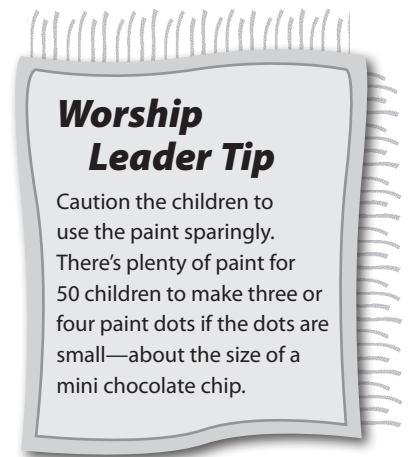 Worship
Leader Tip
Caution the children to
use the paint sparingly.
There's plenty of paint for
50 children to make three or
four paint dots if the dots are
small—about the size of a
mini chocolate chip.